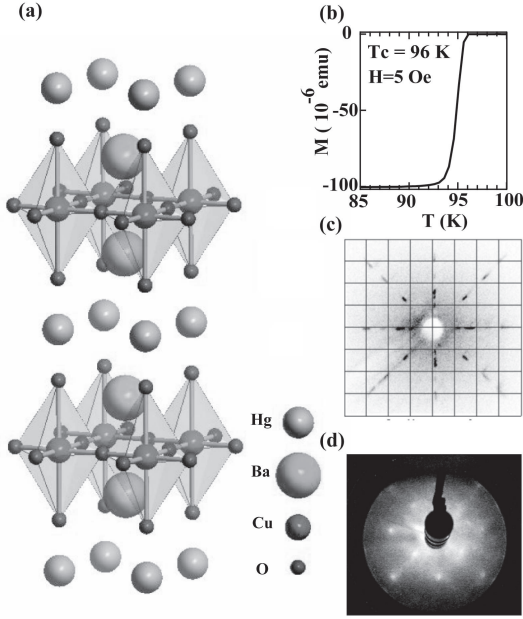 (a)
Hg
Ba
Cu
O
(b)
Tc = 96 K
H=5 Oe
M ( 10-6 emu)
0
-50
-100
85 90 95 100
T (K)
(c)
(d)